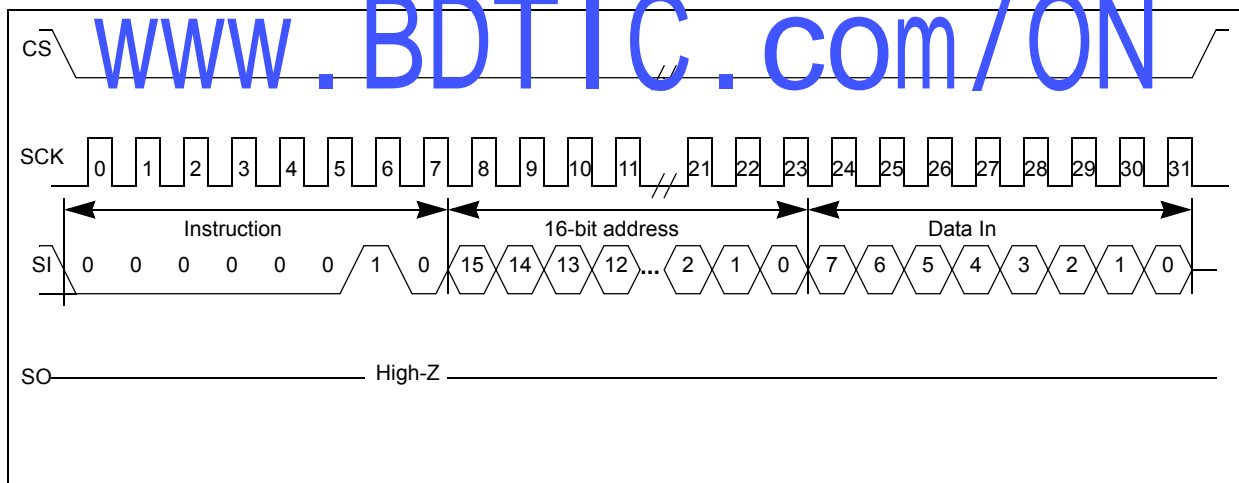 www.BDTIC.com/ON
CS
SCK 0 1 2 3 4 5 6 7 8 9 10 11 21 22 23 24 25 26 27 28 29 30 31
Instruction 16-bit address Data In
SI 0 0 0 0 0 0 1 0 15 14 13 12 ... 2 1 0 7 6 5 4 3 2 1 0
SO High-Z